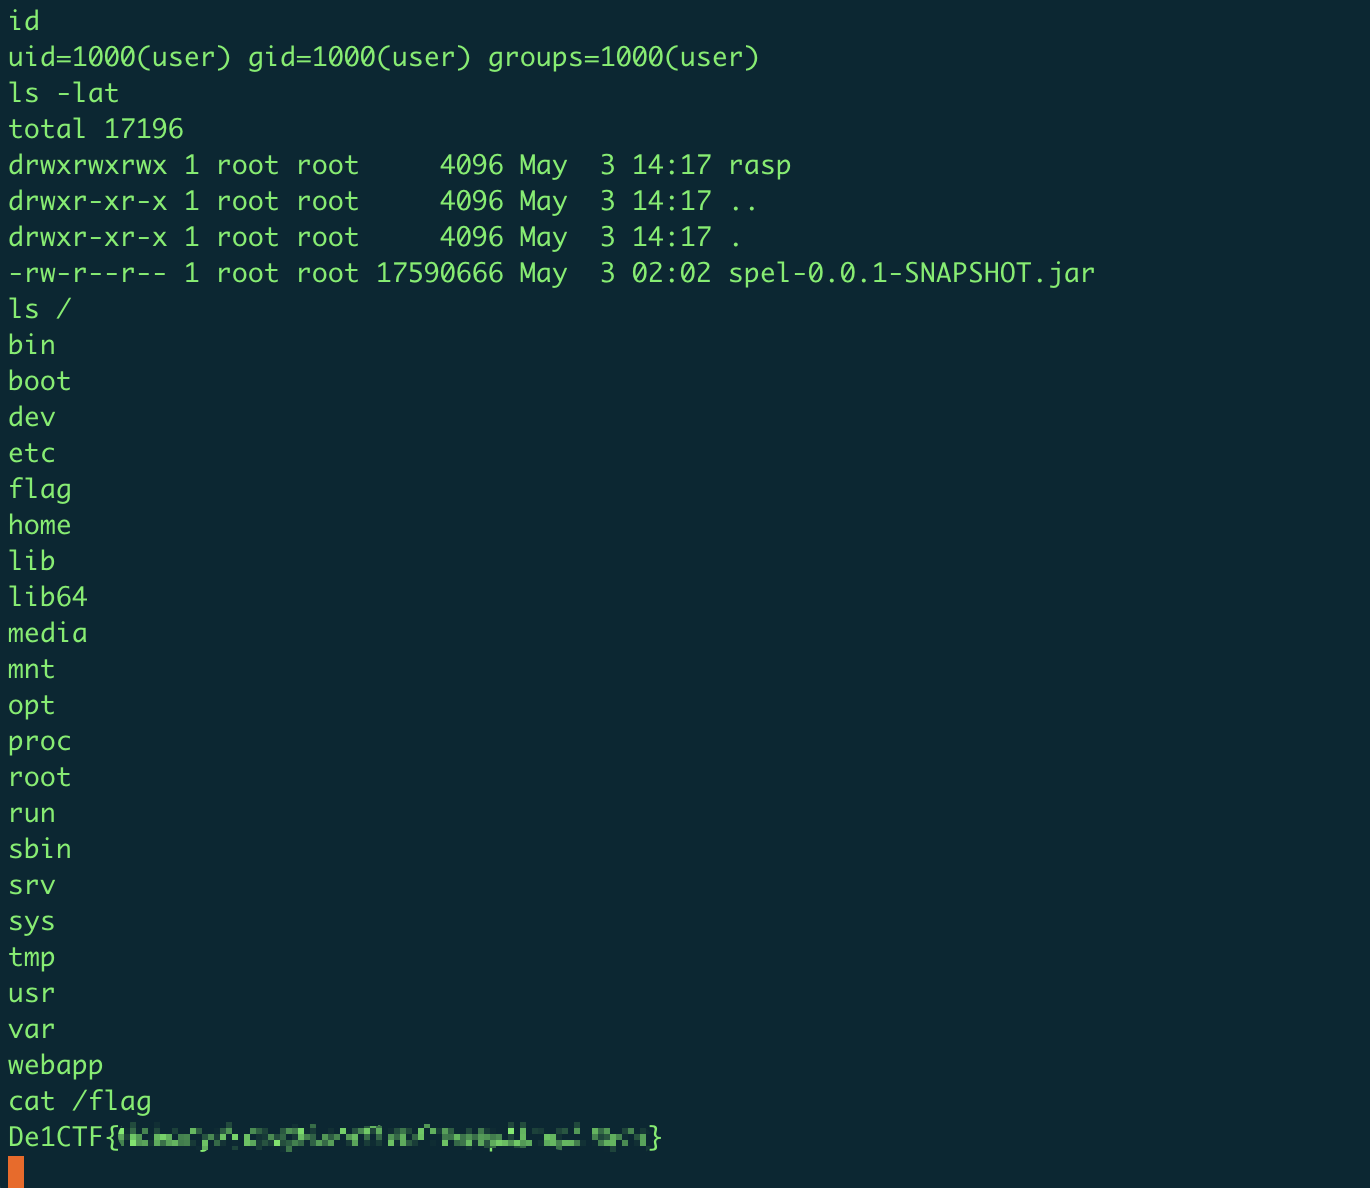 id
uid=1000(user) gid=1000(user) groups=1000(user)
ls -lat
total 17196
drwxrwxrwx 1 root root     4096 May  3 14:17 rasp
drwxr-xr-x 1 root root     4096 May  3 14:17 ..
drwxr-xr-x 1 root root     4096 May  3 14:17 .
-rw-r--r-- 1 root root 17590666 May  3 02:02 spel-0.0.1-SNAPSHOT.jar
ls /
bin
boot
dev
etc
flag
home
lib
lib64
media
mnt
opt
proc
root
run
sbin
srv
sys
tmp
usr
var
webapp
cat /flag
De1CTF{}